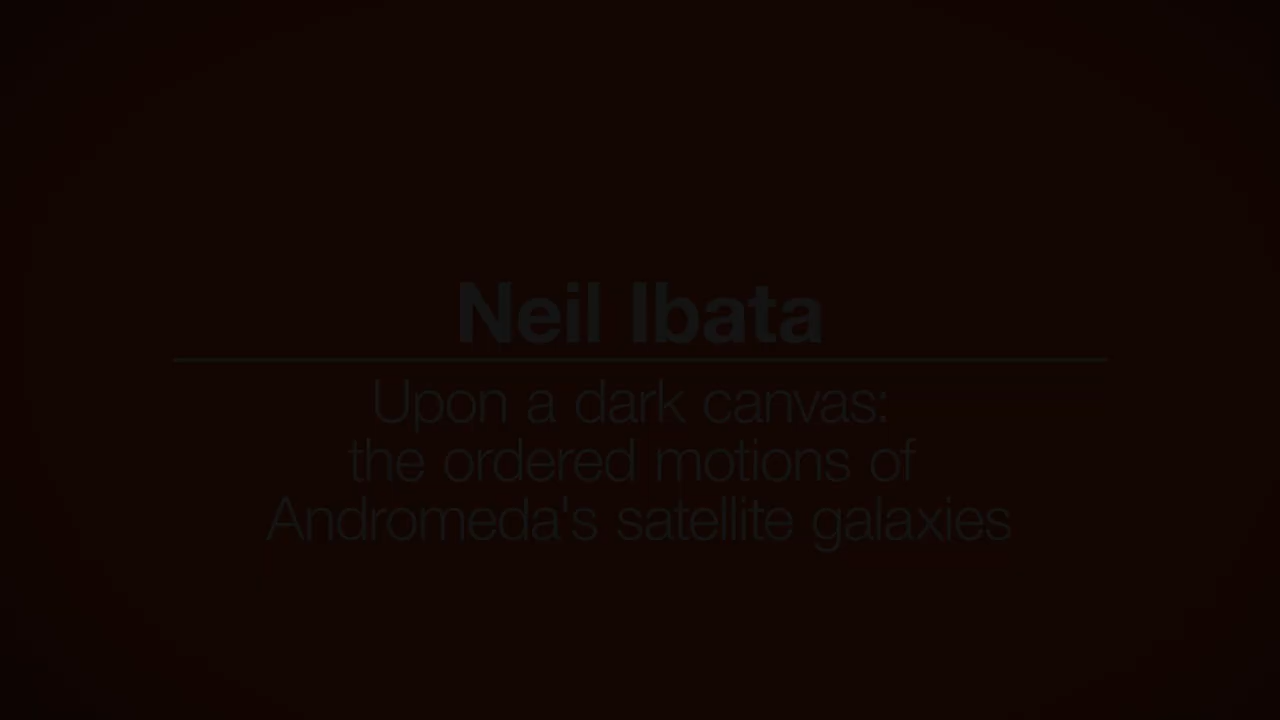 Neil Ibata
Upon a dark canvas:
the ordered motions of
Andromeda's satellite galaxies